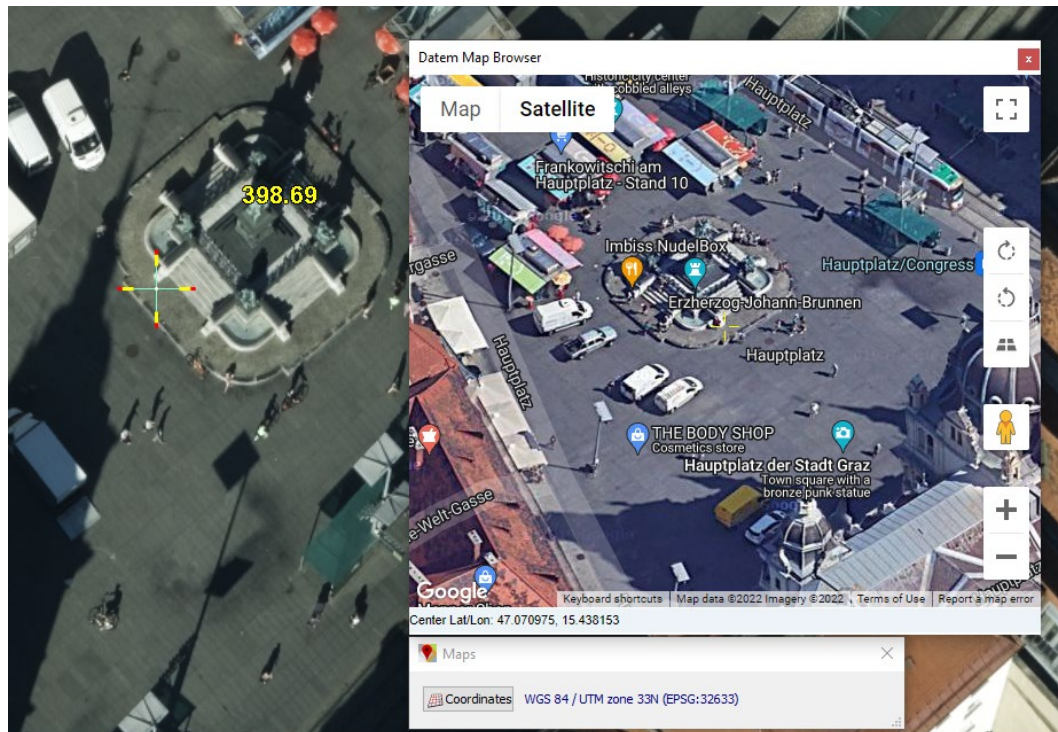 398.69
Datem Map Browser
x
Map
Satellite
Historic city center
with cobbled alleys
Hauptplatz
Frankowitschi am
Hauptplatz - Stand 10
Imbiss NudelBox
Hauptplatz/Congress
Erzherzog-Johann-Brunnen
Hauptplatz
Hauptplatz
THE BODY SHOP
Cosmetics store
Hauptplatz der Stadt Graz
Town square with a
bronze punk statue
e-Welt-Gasse
Google
Keyboard shortcuts
Map data ©2022 Imagery ©2022
Terms of Use
Report a map error
Center Lat/Lon: 47.070975, 15.438153
Maps
Coordinates
WGS 84 / UTM zone 33N (EPSG:32633)